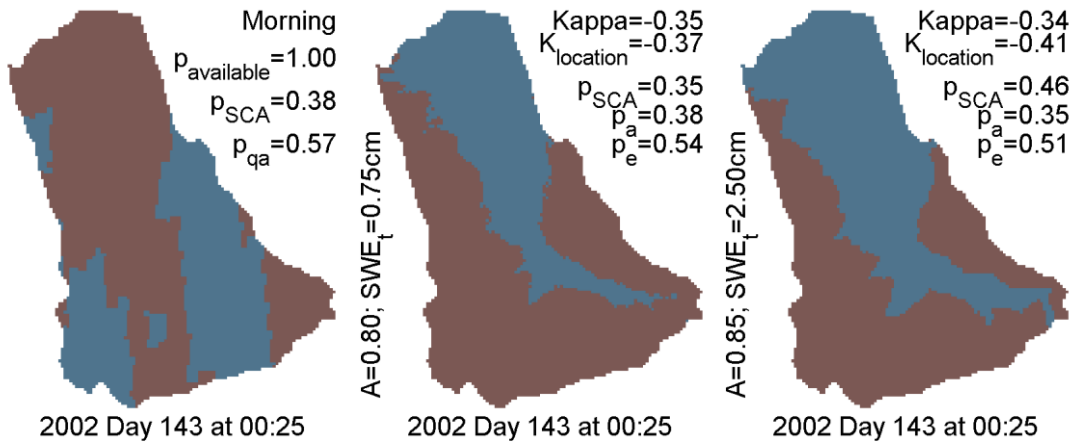 Morning
p_available=1.00
p_SCA=0.38
p_qa=0.57
2002 Day 143 at 00:25
A=0.80; SWE_t=0.75cm
Kappa=-0.35
K_location=-0.37
p_SCA=0.35
p_a=0.38
p_e=0.54
2002 Day 143 at 00:25
A=0.85; SWE_t=2.50cm
Kappa=-0.34
K_location=-0.41
p_SCA=0.46
p_a=0.35
p_e=0.51
2002 Day 143 at 00:25